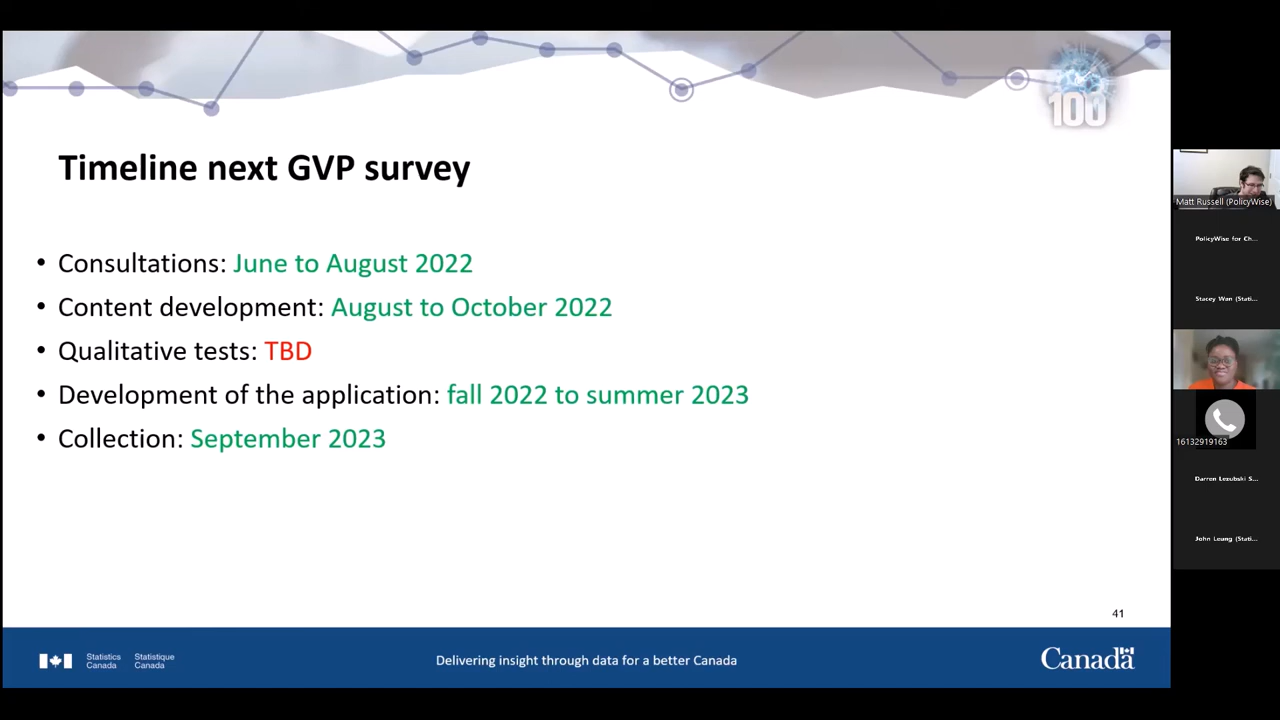 100
Timeline next GVP survey
• Consultations: June to August 2022
• Content development: August to October 2022
• Qualitative tests: TBD
• Development of the application: fall 2022 to summer 2023
• Collection: September 2023
41
Statistics Canada
Statistique Canada
Delivering insight through data for a better Canada
Canada
Matt Russell (PolicyWise)
PolicyWise for Ch...
Stacey Wan (Stati...
16132919163
Darren Lezubski S...
John Leung (Stati...